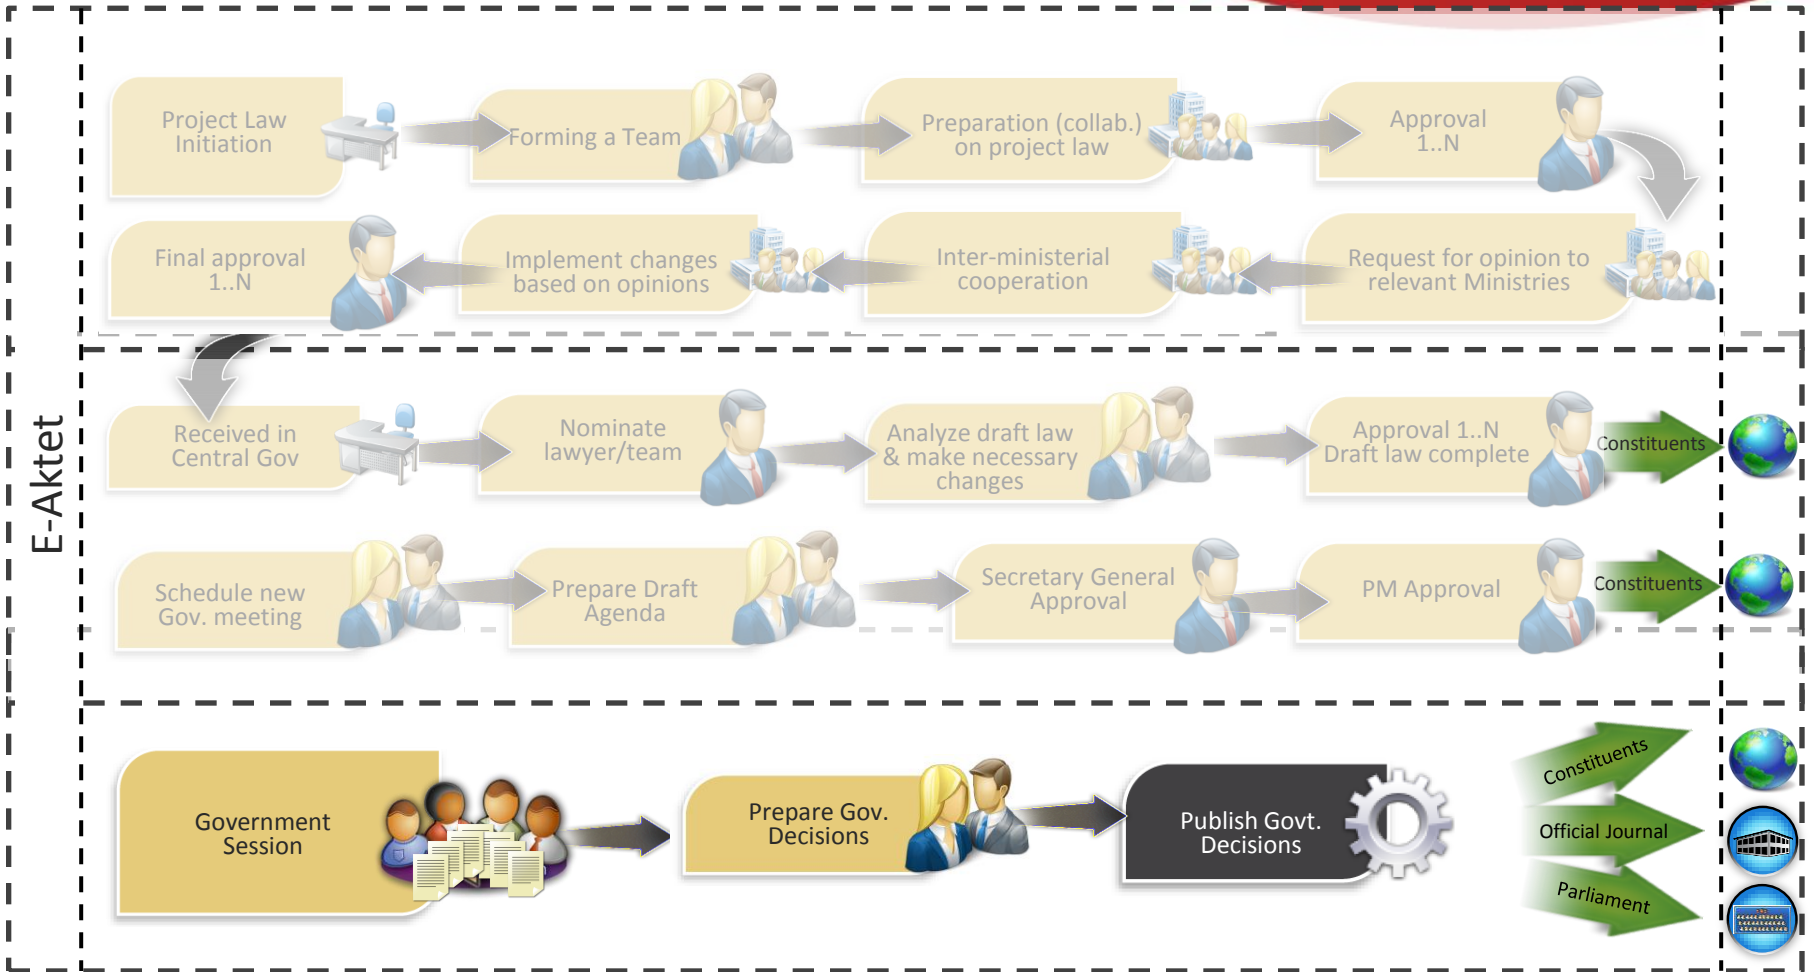 Project Law
Initiation
Forming a Team
Preparation (collab.)
on project law
Approval
1..N
Final approval
1..N
Implement changes
based on opinions
Inter-ministerial
cooperation
Request for opinion to
relevant Ministries
E-Aktet
Received in
Central Gov
Nominate
lawyer/team
Analyze draft law
& make necessary
changes
Approval 1..N
Draft law complete
Constituents
Schedule new
Gov. meeting
Prepare Draft
Agenda
Secretary General
Approval
PM Approval
Constituents
Government
Session
Prepare Gov.
Decisions
Publish Govt.
Decisions
Constituents
Official Journal
Parliament